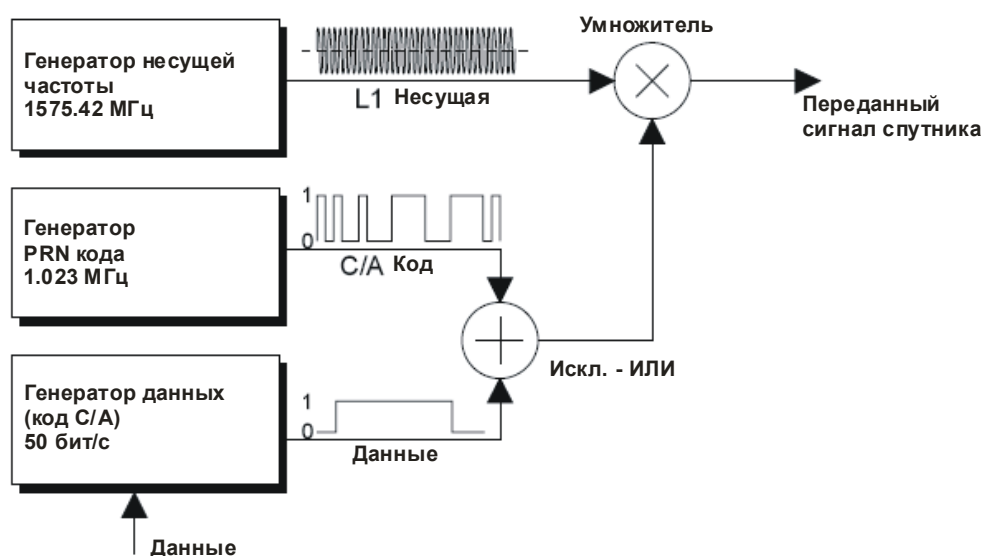 Умножитель
Генератор несущей
частоты
1575.42 МГц
L1 Несущая
Переданный
сигнал спутника
Генератор
PRN кода
1.023 МГц
1
0
C/A Код
Искл. - ИЛИ
Генератор данных
(код C/A)
50 бит/с
1
0
Данные
Данные